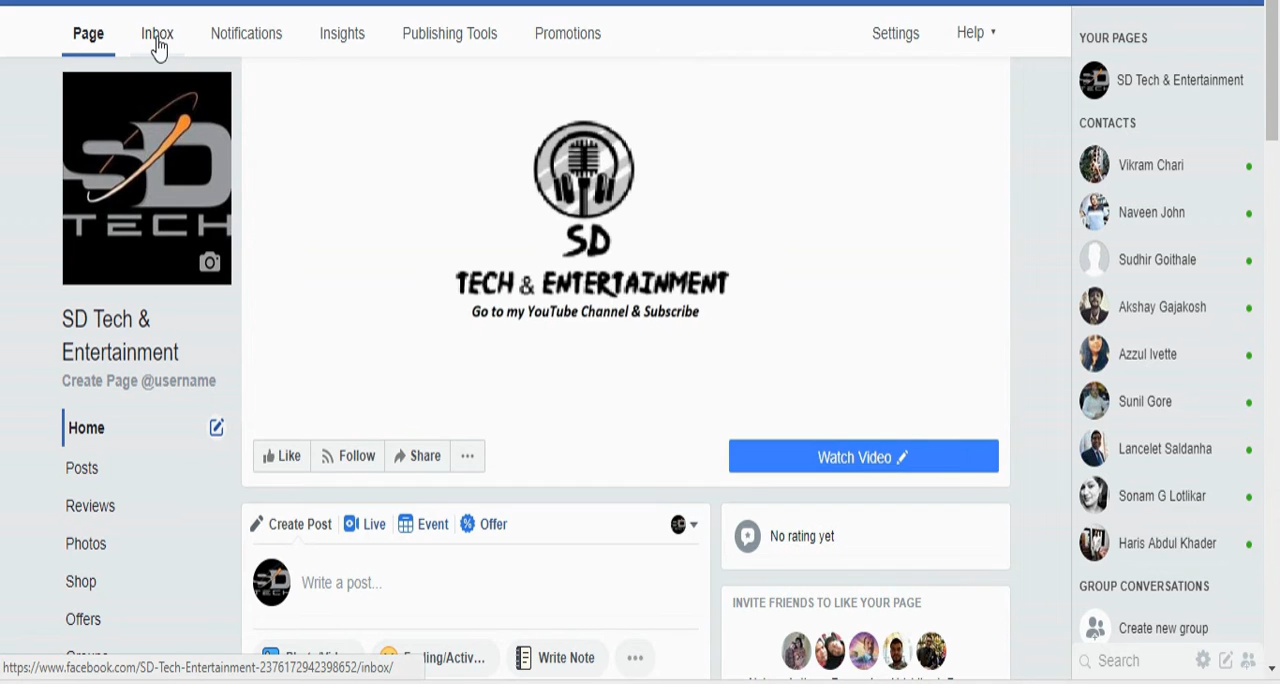 Page Inbox Notifications Insights Publishing Tools Promotions Settings Help
SD
TECH
SD Tech &
Entertainment
Create Page @username
Home
Posts
Reviews
Photos
Shop
Offers
SD
TECH & ENTERTAINMENT
Go to my YouTube Channel & Subscribe
Like Follow Share ...
Watch Video
Create Post Live Event Offer
Write a post...
Write Note
No rating yet
INVITE FRIENDS TO LIKE YOUR PAGE
YOUR PAGES
SD Tech & Entertainment
CONTACTS
Vikram Chari
Naveen John
Sudhir Goithale
Akshay Gajakosh
Azzul Ivette
Sunil Gore
Lancelet Saldanha
Sonam G Lotlikar
Haris Abdul Khader
GROUP CONVERSATIONS
Create new group
Search
https://www.facebook.com/SD-Tech-Entertainment-2376172942398652/inbox/